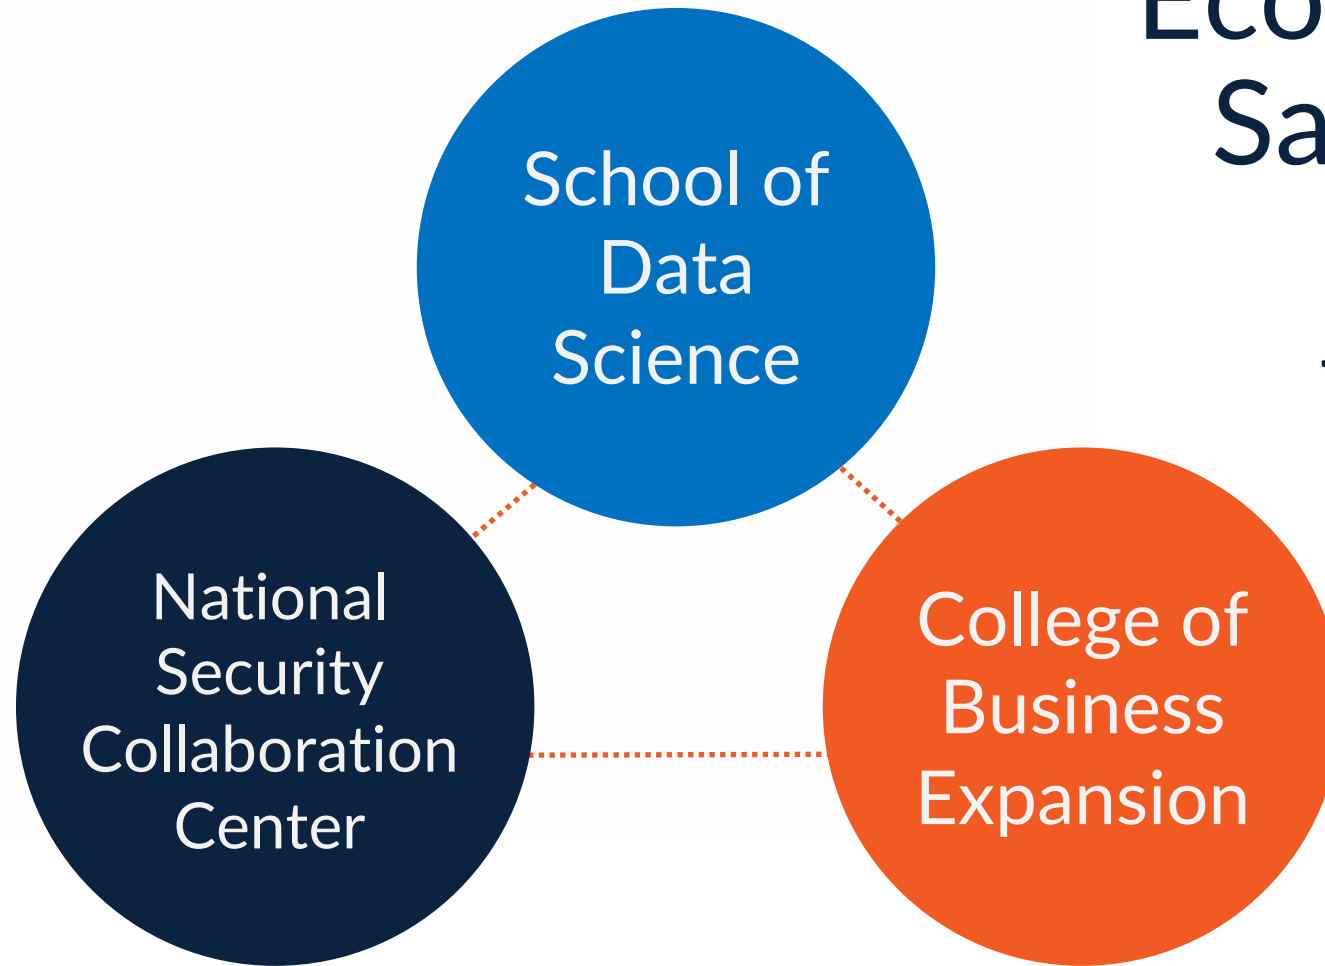 School of
Data
Science
National
Security
Collaboration
Center
College of
Business
Expansion